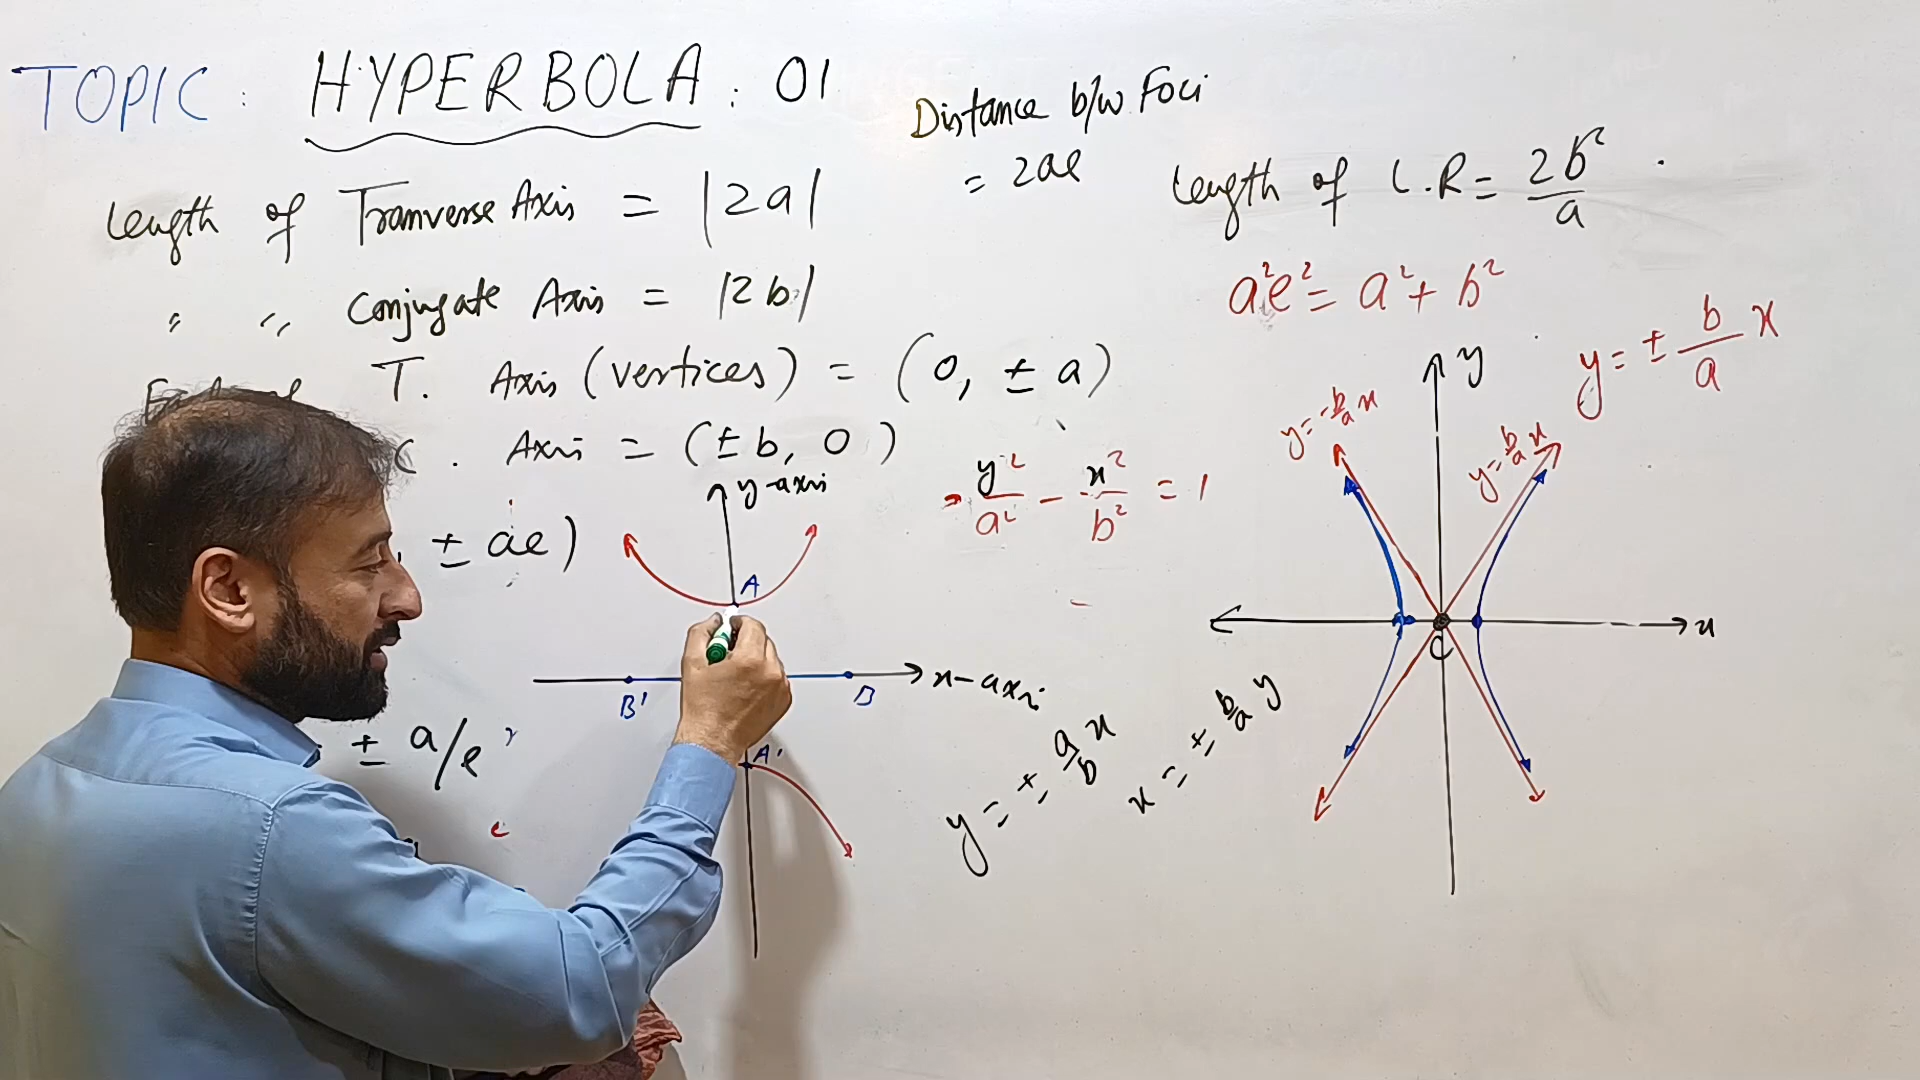 TOPIC : HYPERBOLA : 01
Distance b/w Foci
= 2ae
Length of Tranverse Axis = |2a|
Length of L.R = 2b²/a
" " Conjugate Axis = |2b|
a²e² = a² + b²
T. Axis (vertices) = (0, ± a)
y = ± b/a x
C. Axis = (± b, 0)
y²/a² - x²/b² = 1
± ae)
y-axis
A
B'
B
x-axis
A'
± a/e
y = ± a/b x
x = ± b/a y
y
y = -b/a x
y = b/a x
x
C